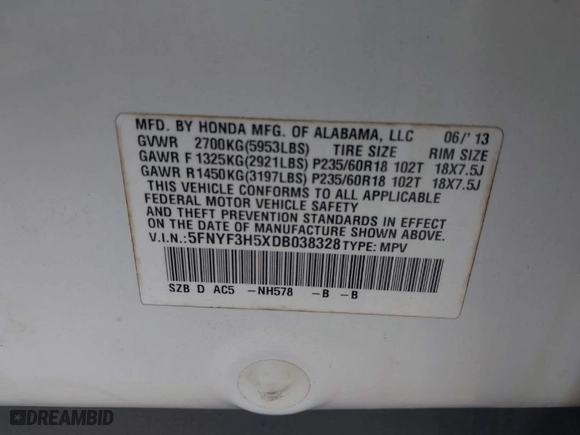 MFD. BY HONDA MFG. OF ALABAMA, LLC 06/'13
GVWR 2700KG(5953LBS) TIRE SIZE RIM SIZE
GAWR F 1325KG(2921LBS) P235/60R18 102T 18X7.5J
GAWR R1450KG(3197LBS) P235/60R18 102T 18X7.5J
THIS VEHICLE CONFORMS TO ALL APPLICABLE
FEDERAL MOTOR VEHICLE SAFETY
AND THEFT PREVENTION STANDARDS IN EFFECT
ON THE DATE OF MANUFACTURE SHOWN ABOVE.
V.I.N.:5FNYF3H5XDB038328 TYPE: MPV
SZB D AC5 -NH578 -B -B
DREAMBID